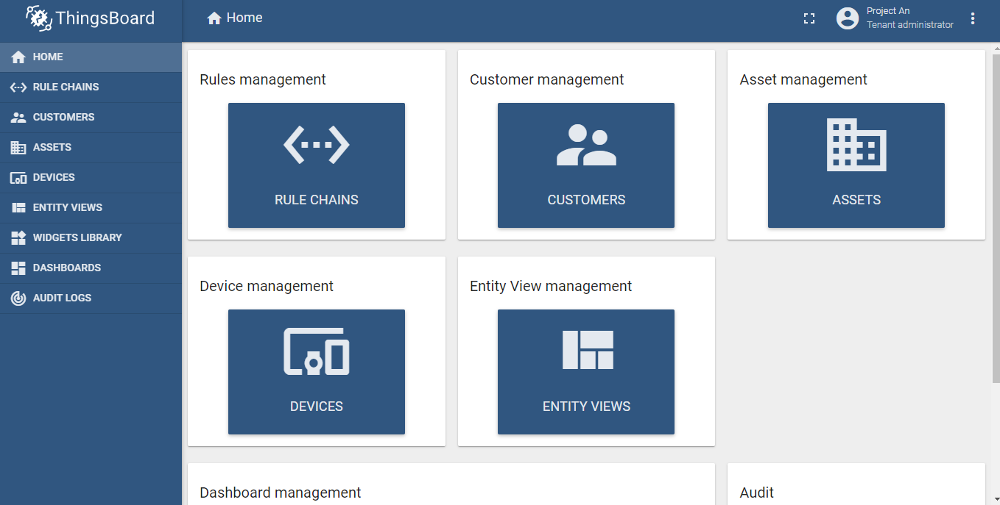 ThingsBoard
Home
Project An
Tenant administrator
HOME
RULE CHAINS
CUSTOMERS
ASSETS
DEVICES
ENTITY VIEWS
WIDGETS LIBRARY
DASHBOARDS
AUDIT LOGS
Rules management
RULE CHAINS
Customer management
CUSTOMERS
Asset management
ASSETS
Device management
DEVICES
Entity View management
ENTITY VIEWS
Dashboard management
Audit